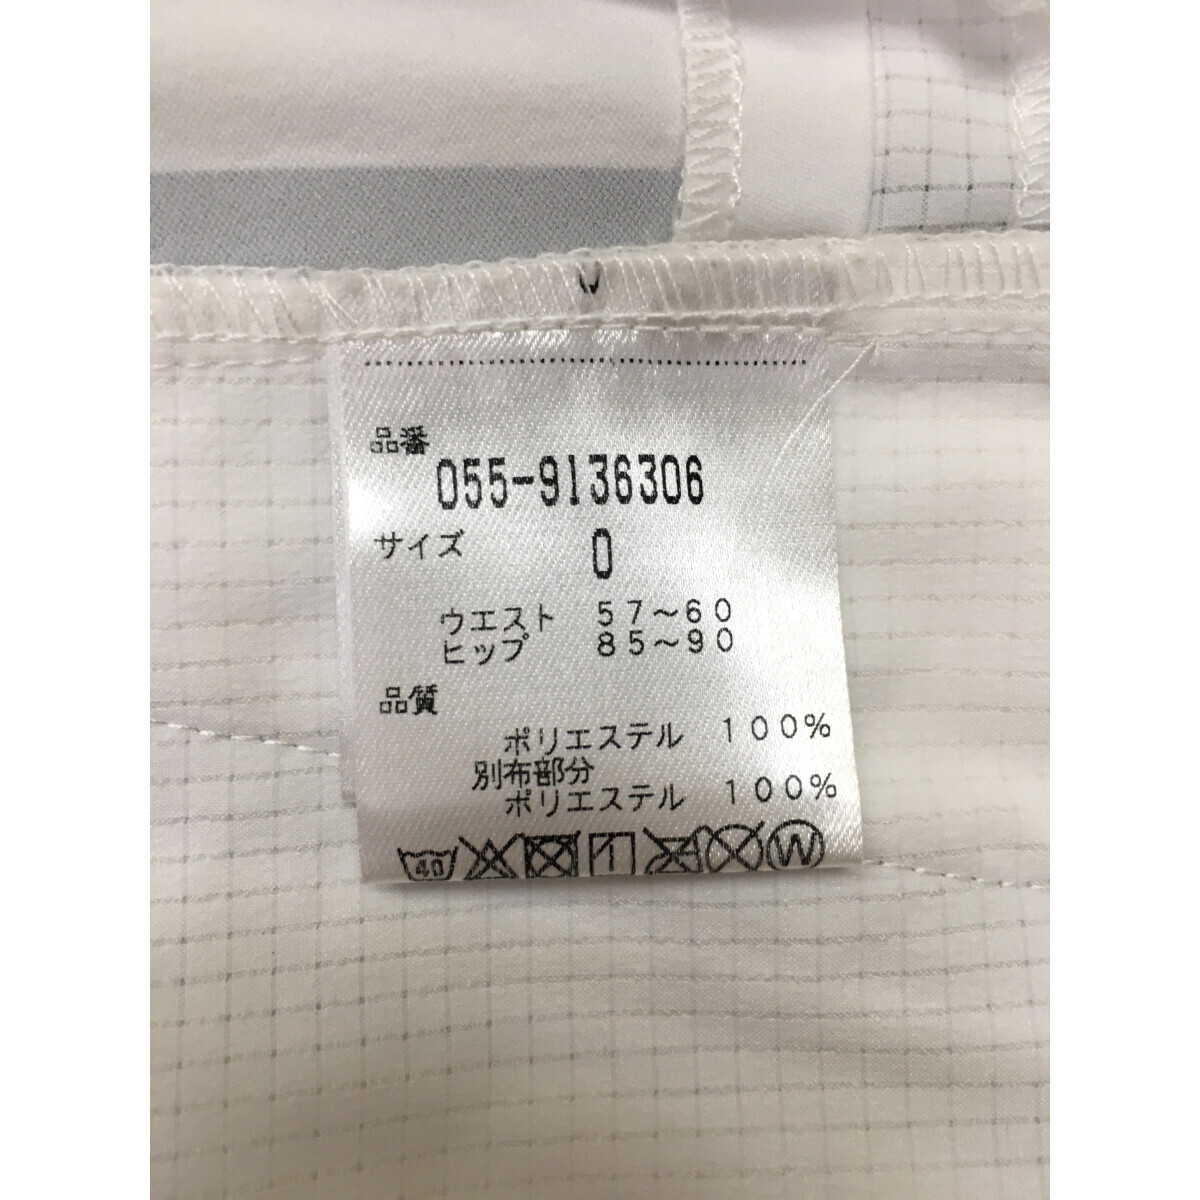 品番
055-9136306
サイズ 0
ウエスト 57〜60
ヒップ 85〜90
品質
ポリエステル 100%
別布部分
ポリエステル 100%
40
W